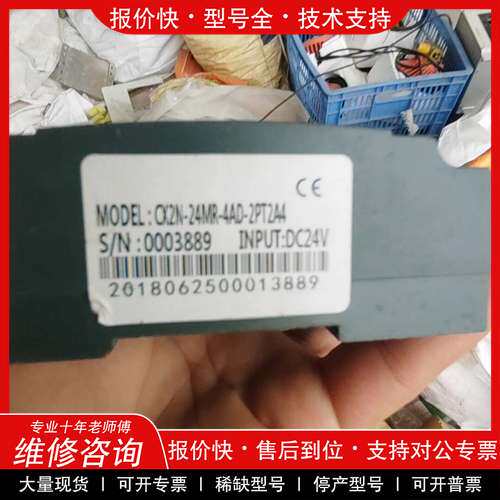 报价快·型号全·技术支持
CE
MODEL:CX2N-24MR-4AD-2PT2A4
S/N:0003889 INPUT:DC24V
2018062500013889
专业十年老师傅
维修咨询
报价快·售后到位·支持对公专票
大量现货 | 可开专票 | 稀缺型号 | 停产型号 | 可开普票